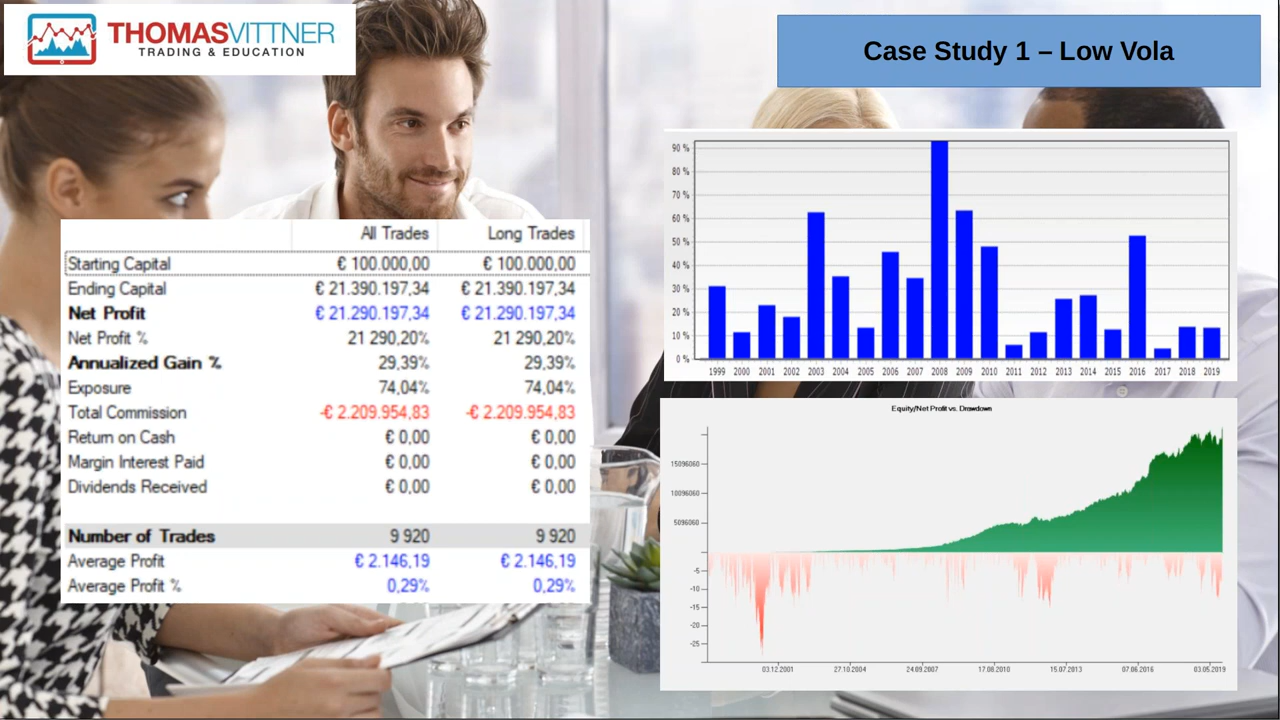 THOMASVITTNER
TRADING & EDUCATION
Case Study 1 – Low Vola
All Trades Long Trades
Starting Capital € 100.000,00 € 100.000,00
Ending Capital € 21.390.197,34 € 21.390.197,34
Net Profit € 21.290.197,34 € 21.290.197,34
Net Profit % 21 290,20% 21 290,20%
Annualized Gain % 29,39% 29,39%
Exposure 74,04% 74,04%
Total Commission -€ 2.209.954,83 -€ 2.209.954,83
Return on Cash € 0,00 € 0,00
Margin Interest Paid € 0,00 € 0,00
Dividends Received € 0,00 € 0,00
Number of Trades 9 920 9 920
Average Profit € 2.146,19 € 2.146,19
Average Profit % 0,29% 0,29%
90 %
80 %
70 %
60 %
50 %
40 %
30 %
20 %
10 %
0 %
1999 2000 2001 2002 2003 2004 2005 2006 2007 2008 2009 2010 2011 2012 2013 2014 2015 2016 2017 2018 2019
Equity/Net Profit vs. Drawdown
15096060
10096060
5096060
-5
-10
-15
-20
-25
03.12.2001 27.10.2004 24.09.2007 17.08.2010 15.07.2013 07.06.2016 03.05.2019